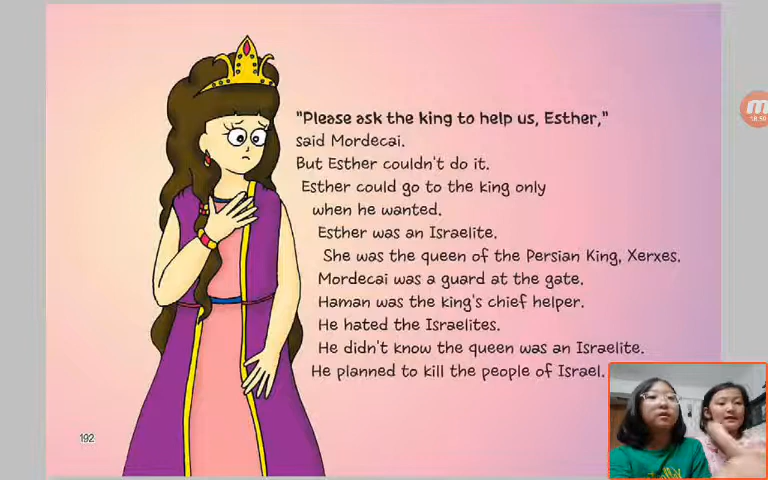 "Please ask the king to help us, Esther,"
said Mordecai.
But Esther couldn't do it.
Esther could go to the king only
when he wanted.
Esther was an Israelite.
She was the queen of the Persian King, Xerxes.
Mordecai was a guard at the gate.
Haman was the king's chief helper.
He hated the Israelites.
He didn't know the queen was an Israelite.
He planned to kill the people of Israel.
192